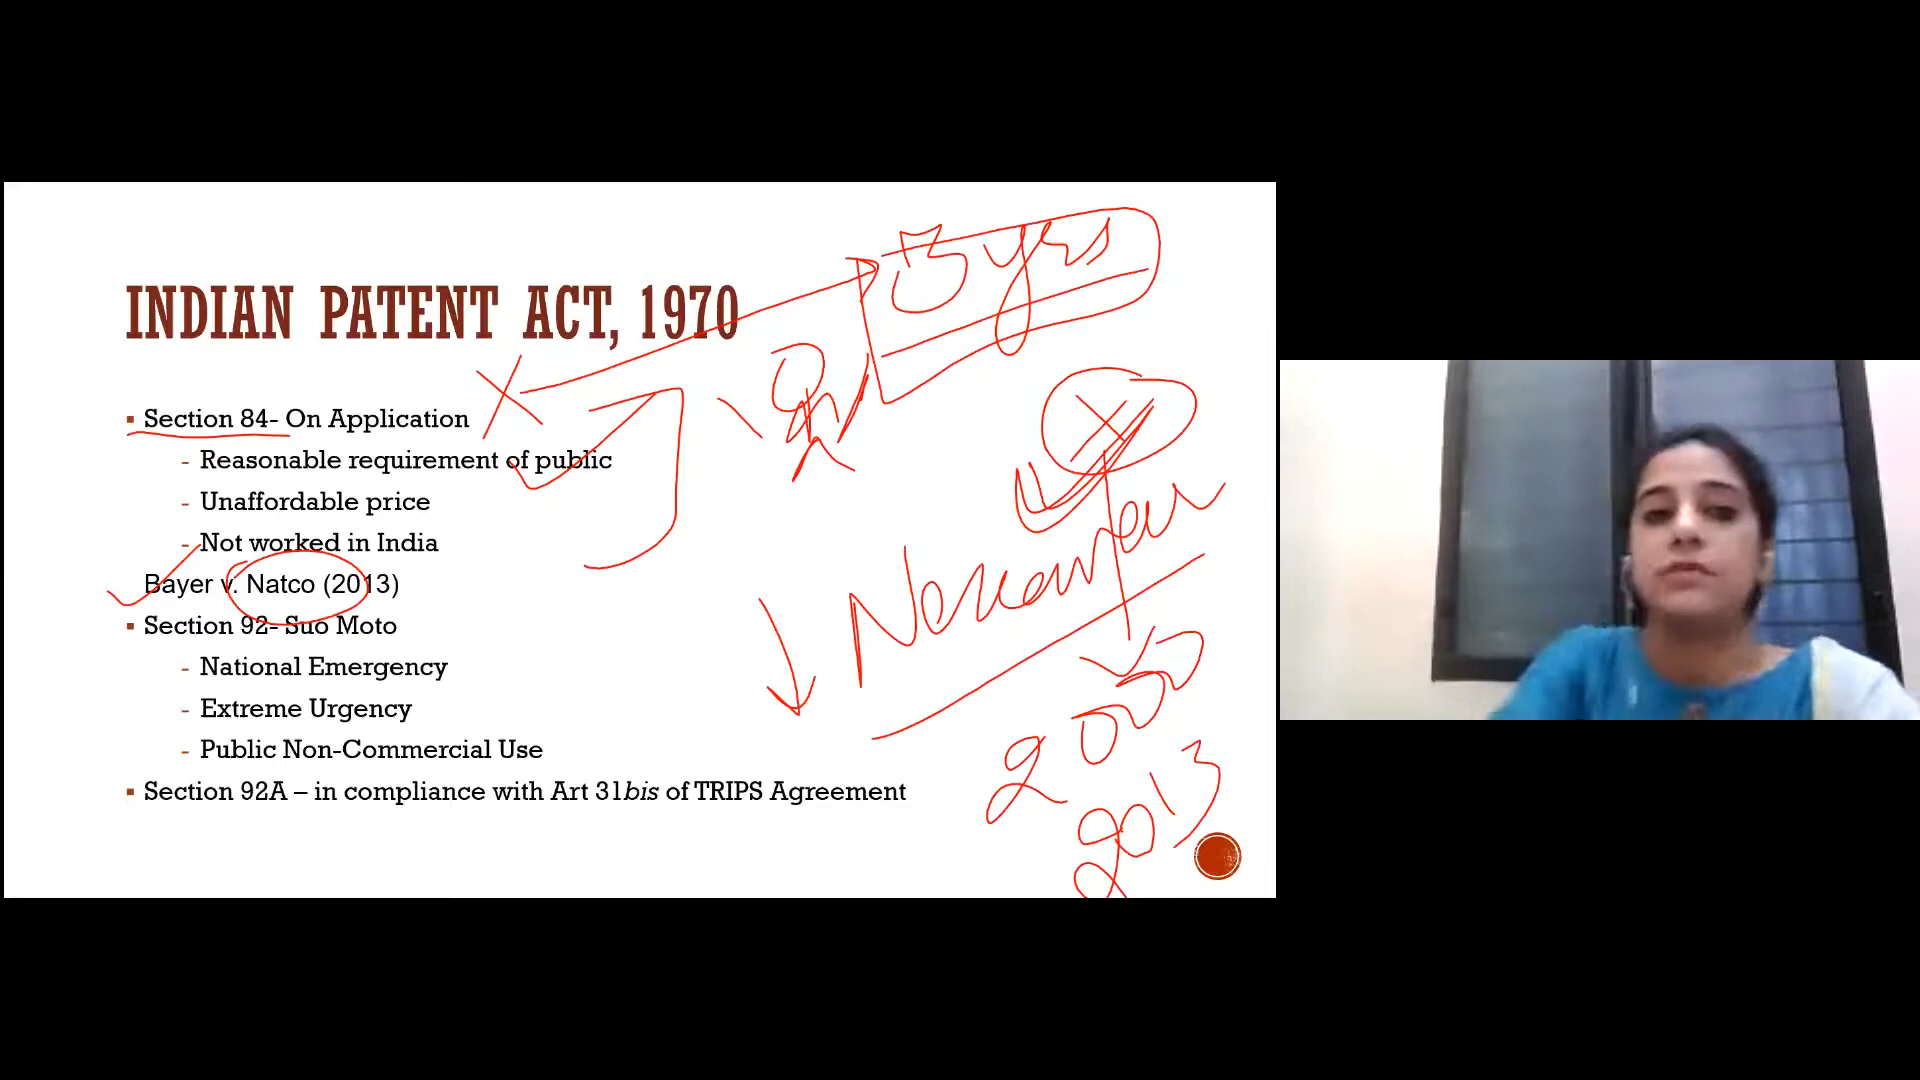 INDIAN PATENT ACT, 1970
3 yrs
▪ Section 84- On Application
- Reasonable requirement of public
- Unaffordable price
- Not worked in India
Bayer v. Natco (2013)
▪ Section 92- Suo Moto
- National Emergency
- Extreme Urgency
- Public Non-Commercial Use
▪ Section 92A – in compliance with Art 31bis of TRIPS Agreement
2013